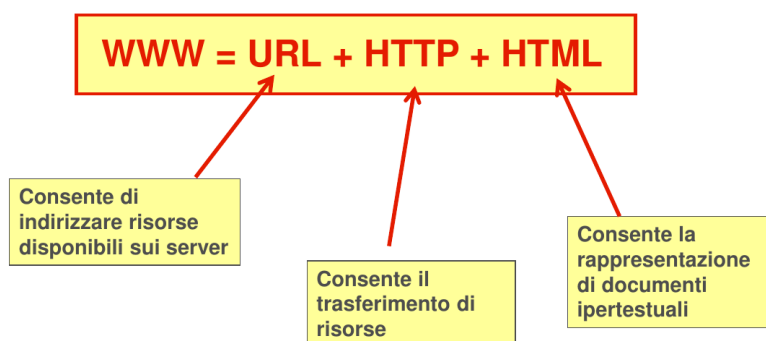 WWW = URL + HTTP + HTML
Consente di
indirizzare risorse
disponibili sui server
Consente il
trasferimento di
risorse
Consente la
rappresentazione
di documenti
ipertestuali